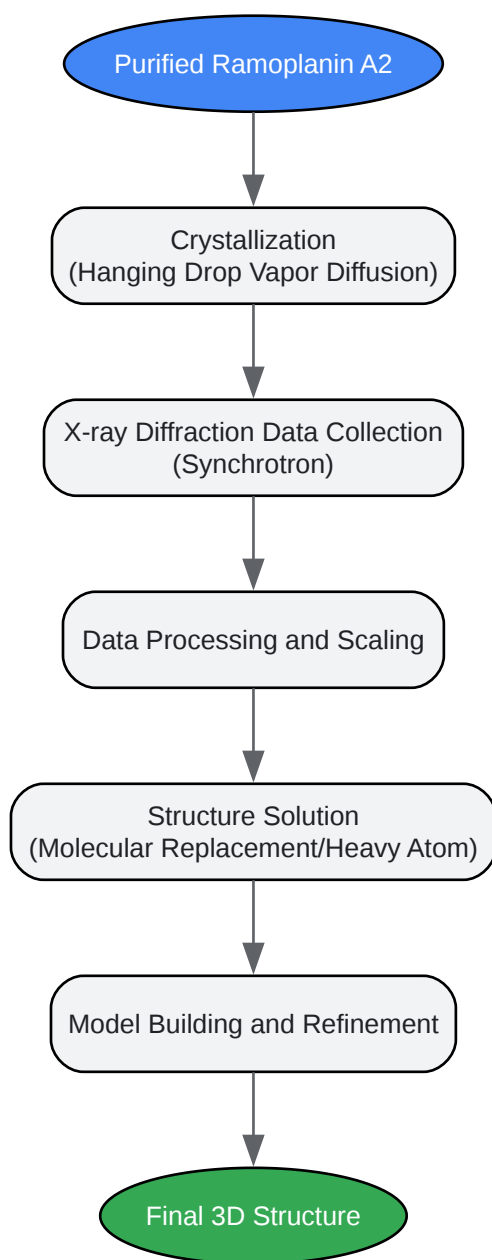 Purified Ramoplanin A2
Crystallization
(Hanging Drop Vapor Diffusion)
X-ray Diffraction Data Collection
(Synchrotron)
Data Processing and Scaling
Structure Solution
(Molecular Replacement/Heavy Atom)
Model Building and Refinement
Final 3D Structure